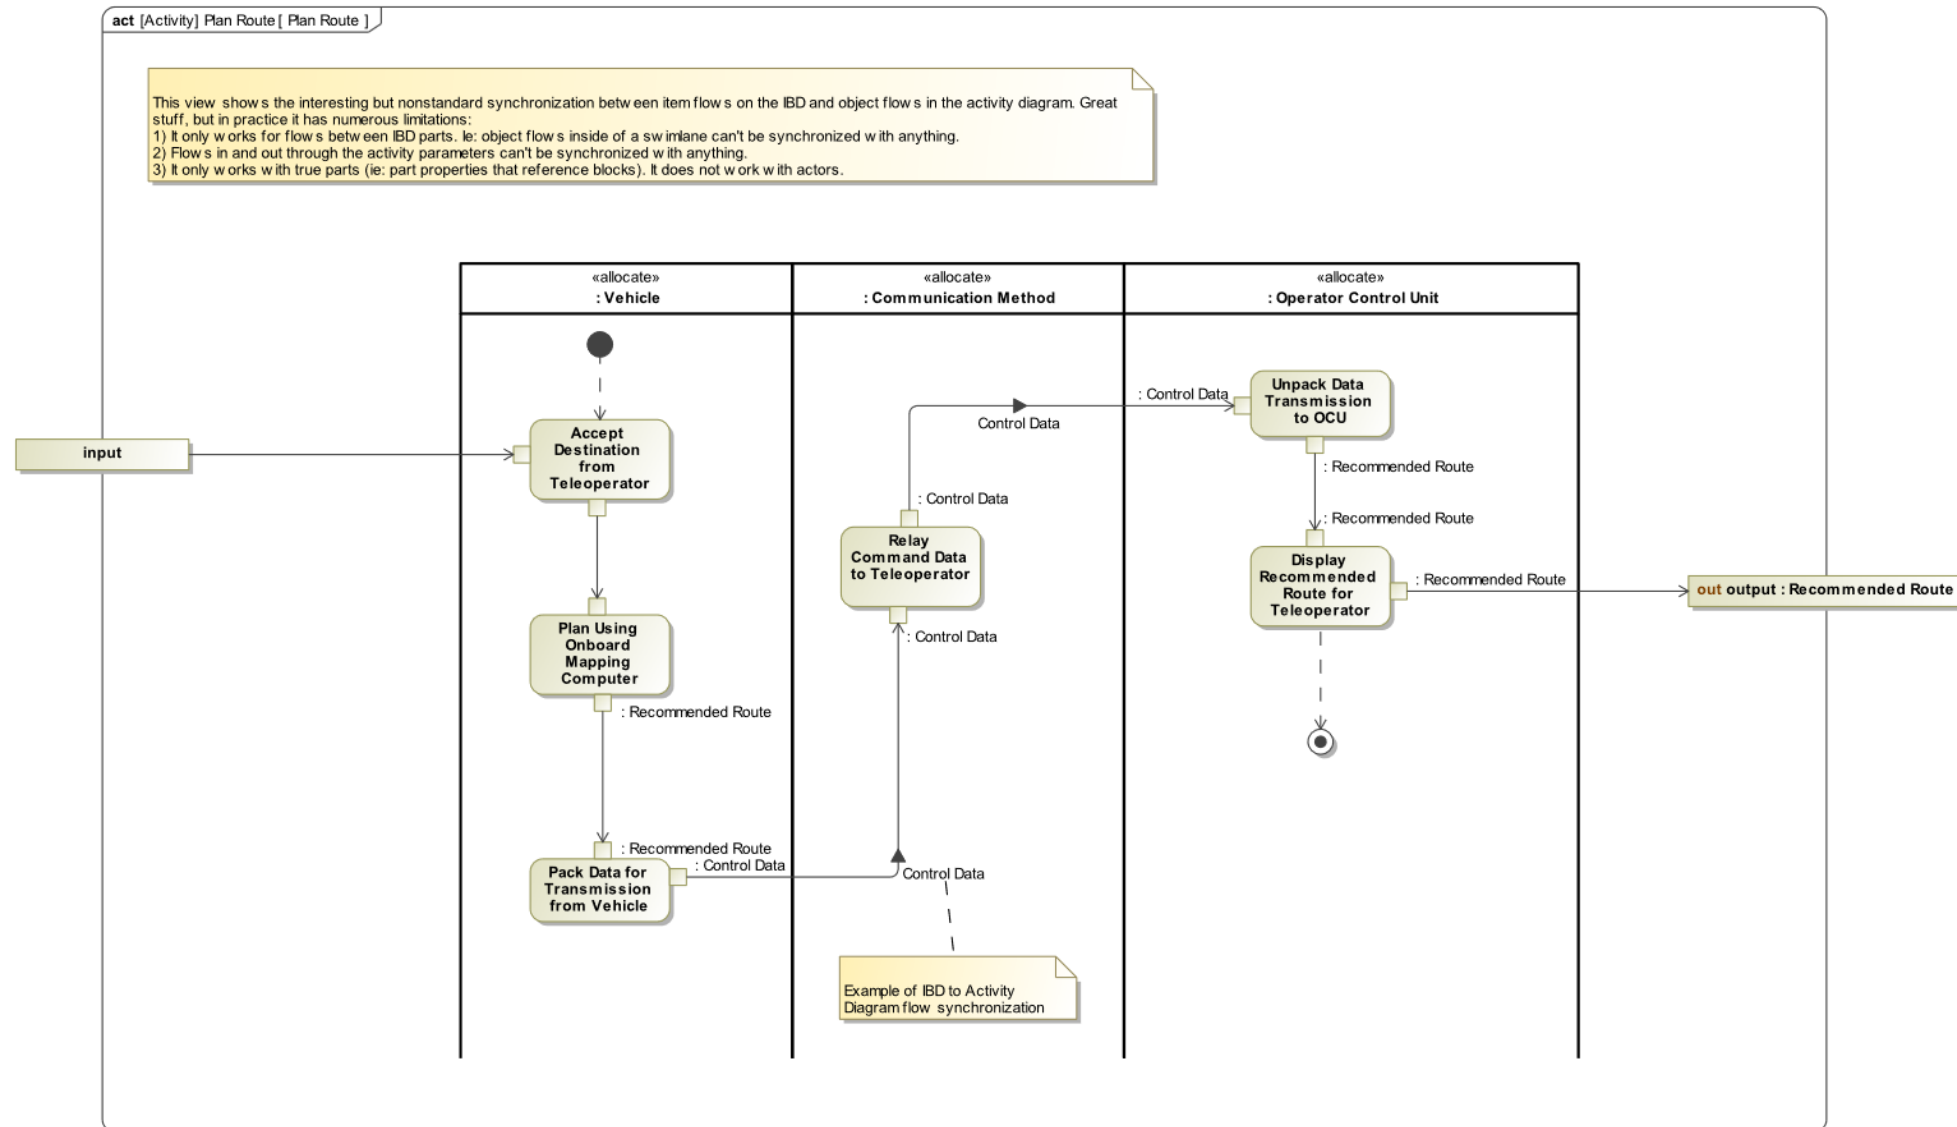 act [Activity] Plan Route [ Plan Route ]
This view shows the interesting but nonstandard synchronization between item flows on the IBD and object flows in the activity diagram. Great
stuff, but in practice it has numerous limitations:
1) It only works for flows between IBD parts. Ie: object flows inside of a swimlane can't be synchronized with anything.
2) Flows in and out through the activity parameters can't be synchronized with anything.
3) It only works with true parts (ie: part properties that reference blocks). It does not work with actors.
«allocate»
: Vehicle
«allocate»
: Communication Method
«allocate»
: Operator Control Unit
input
Accept
Destination
from
Teleoperator
Plan Using
Onboard
Mapping
Computer
: Recommended Route
: Recommended Route
Pack Data for
Transmission
from Vehicle
: Control Data
Control Data
Example of IBD to Activity
Diagram flow synchronization
: Control Data
Relay
Command Data
to Teleoperator
: Control Data
Control Data
: Control Data
Unpack Data
Transmission
to OCU
: Recommended Route
: Recommended Route
Display
Recommended
Route for
Teleoperator
: Recommended Route
out output : Recommended Route